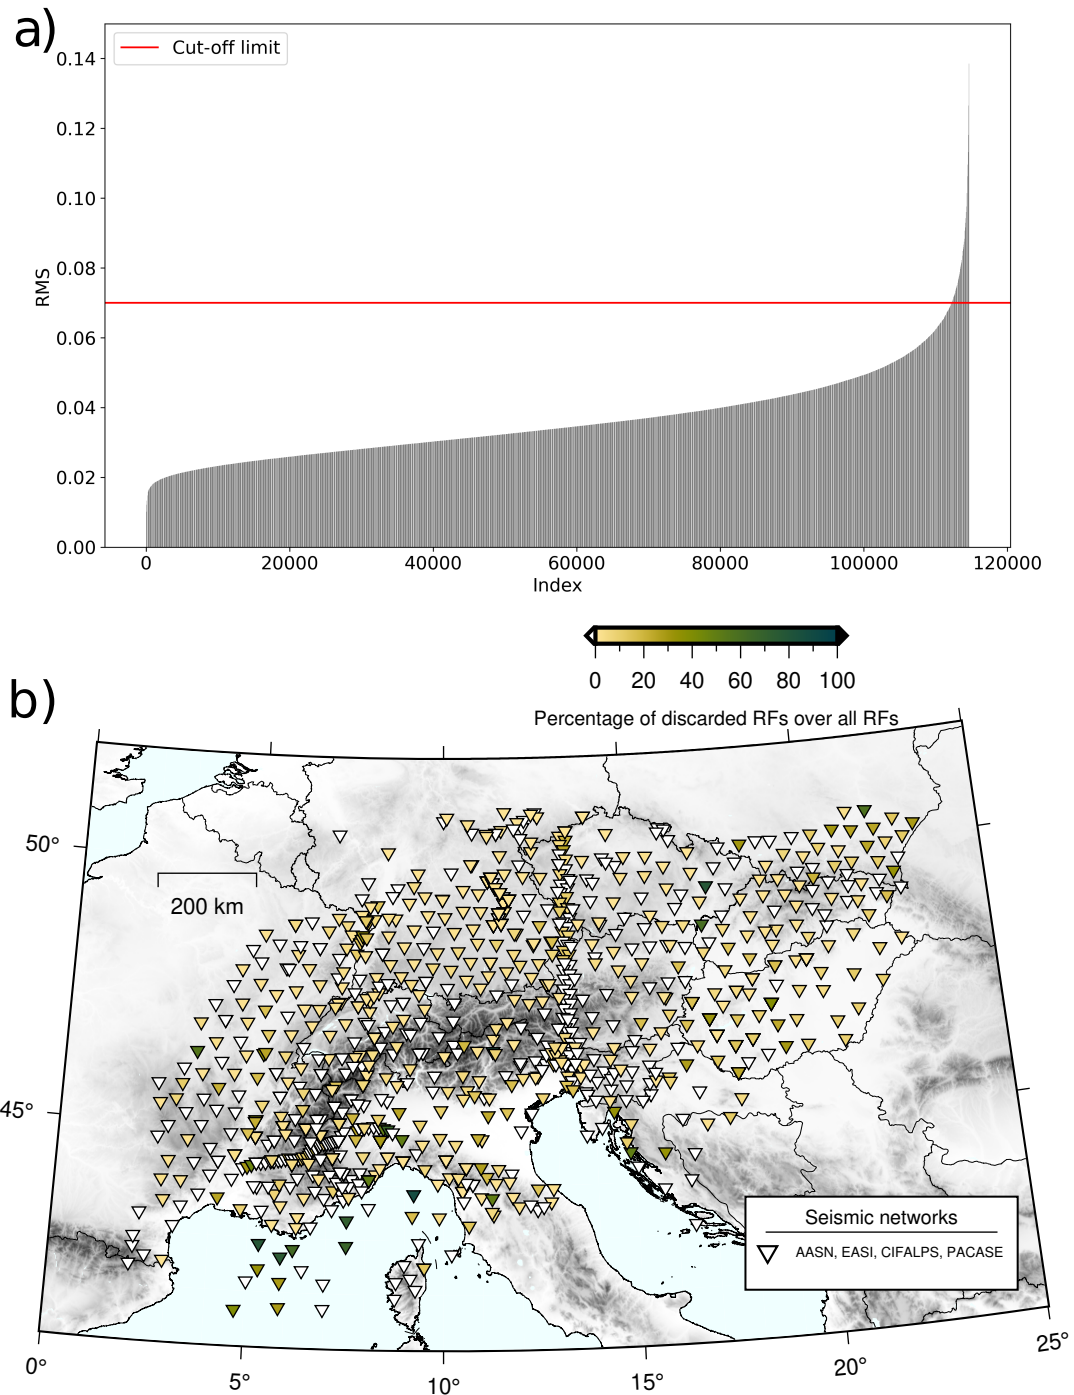 a)
Cut-off limit
0.14
0.12
0.10
0.08
0.06
0.04
0.02
0.00
RMS
0 20000 40000 60000 80000 100000 120000
Index
0 20 40 60 80 100
Percentage of discarded RFs over all RFs
b)
50°
200 km
45°
Seismic networks
AASN, EASI, CIFALPS, PACASE
0° 5° 10° 15° 20° 25°